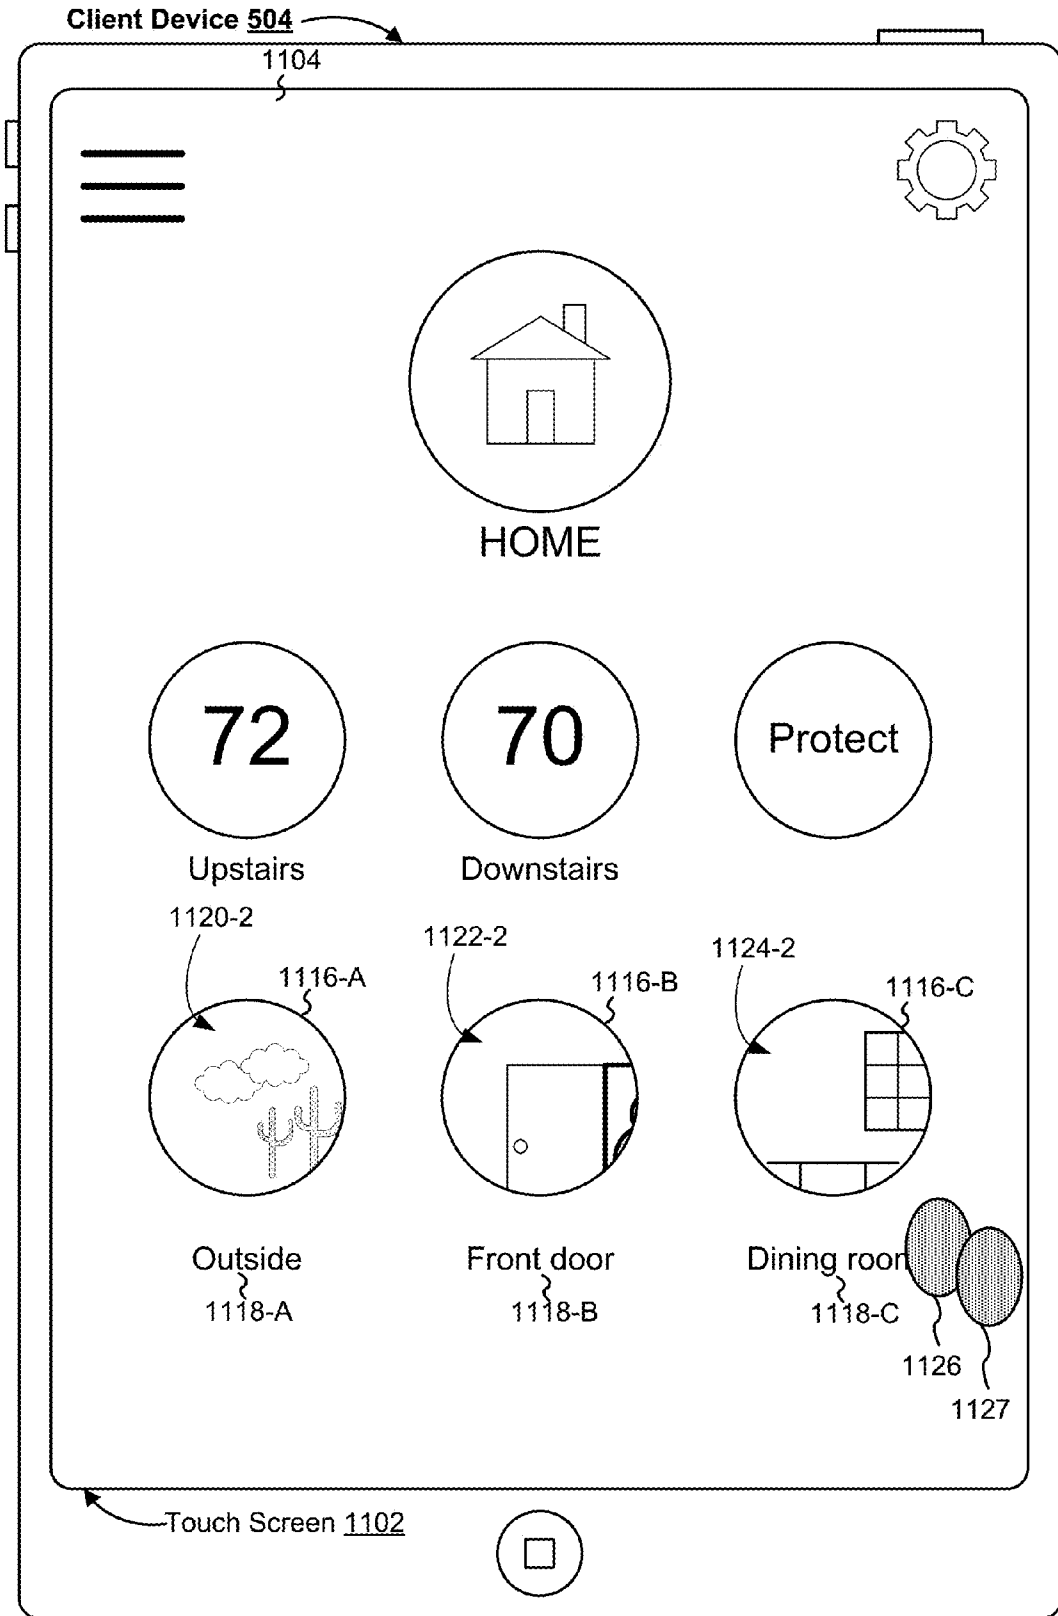 Client Device 504
1104
HOME
72
70
Protect
Upstairs
Downstairs
1120-2
1122-2
1124-2
1116-A
1116-B
1116-C
Outside
Front door
Dining room
1118-A
1118-B
1118-C
1126
1127
Touch Screen 1102